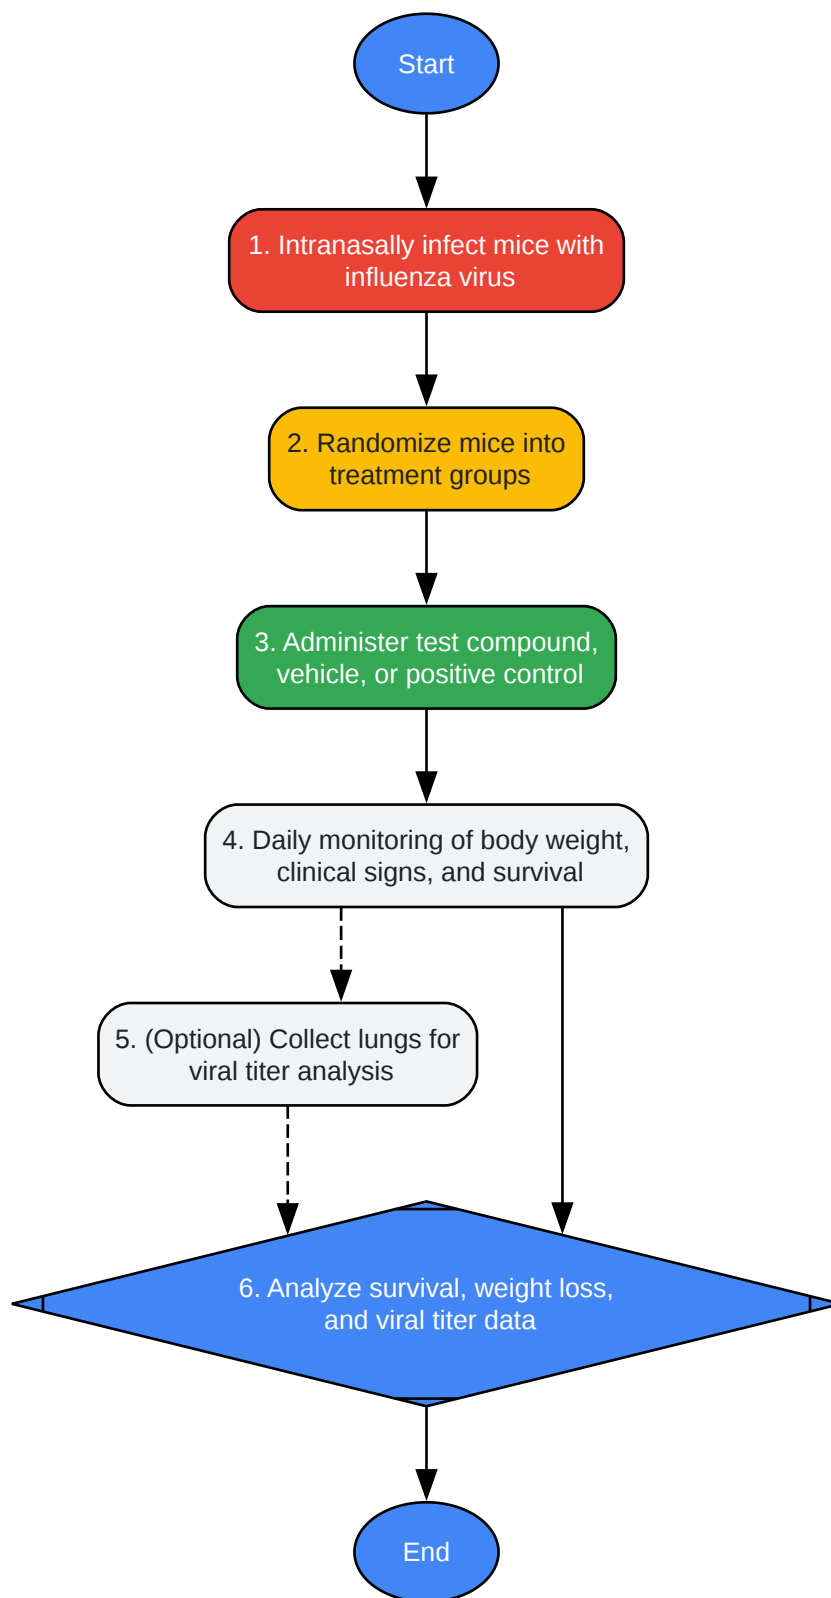 Start
1. Intranasally infect mice with
influenza virus
2. Randomize mice into
treatment groups
3. Administer test compound,
vehicle, or positive control
4. Daily monitoring of body weight,
clinical signs, and survival
5. (Optional) Collect lungs for
viral titer analysis
6. Analyze survival, weight loss,
and viral titer data
End